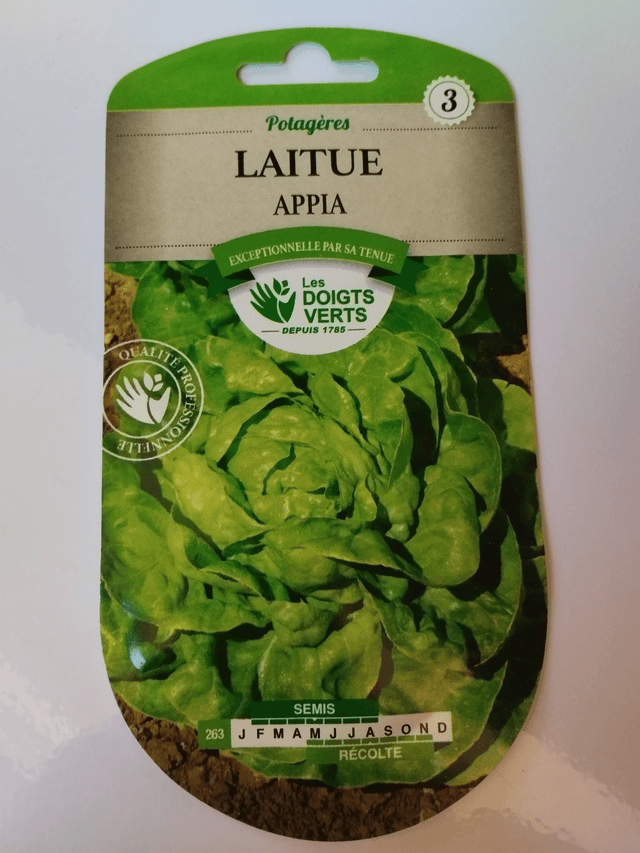 3
Potagères
LAITUE
APPIA
EXCEPTIONNELLE PAR SA TENUE
Les
DOIGTS
VERTS
DEPUIS 1785
QUALITÉ PROFESSIONNELLE
SEMIS
263 J F M A M J J A S O N D
RÉCOLTE